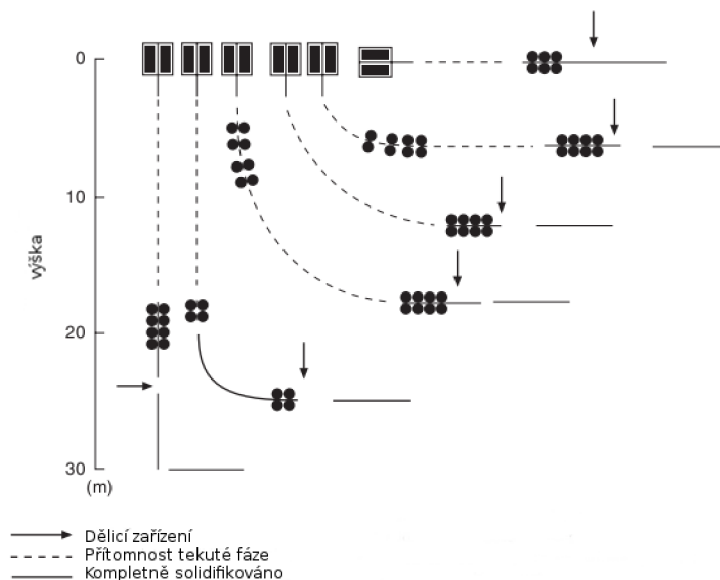 0
10
výška
20
30
(m)
Dělicí zařízení
Přítomnost tekuté fáze
Kompletně solidifikováno